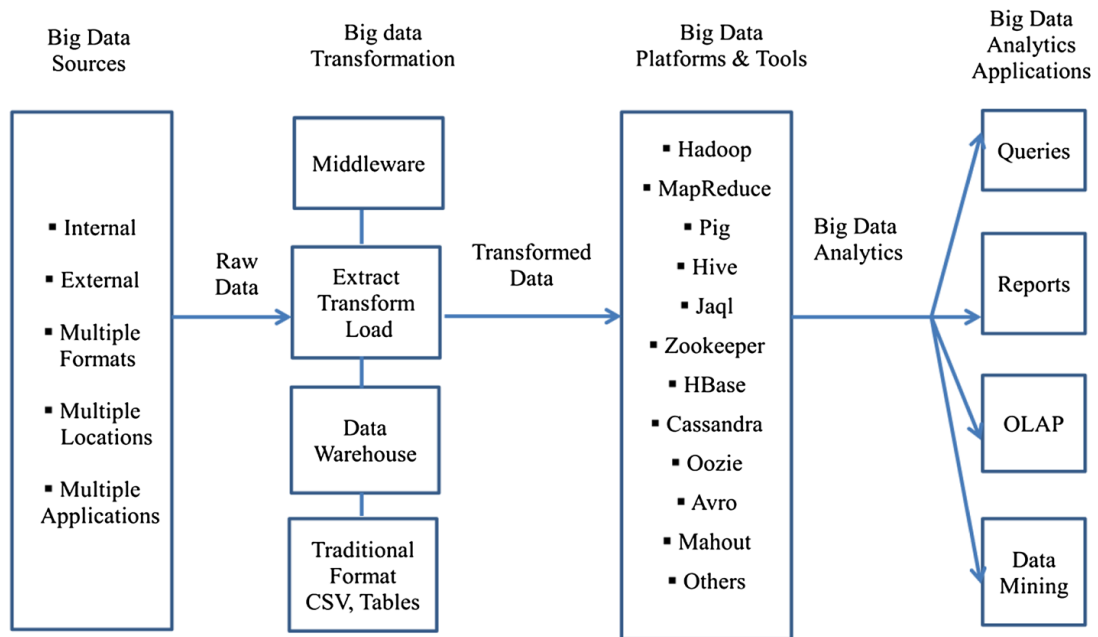 Big Data
Sources
Big data
Transformation
Big Data
Platforms & Tools
Big Data
Analytics
Applications
▪ Internal
▪ External
▪ Multiple
Formats
▪ Multiple
Locations
▪ Multiple
Applications
Raw
Data
Middleware
Extract
Transform
Load
Data
Warehouse
Traditional
Format
CSV, Tables
Transformed
Data
▪ Hadoop
▪ MapReduce
▪ Pig
▪ Hive
▪ Jaql
▪ Zookeeper
▪ HBase
▪ Cassandra
▪ Oozie
▪ Avro
▪ Mahout
▪ Others
Big Data
Analytics
Queries
Reports
OLAP
Data
Mining